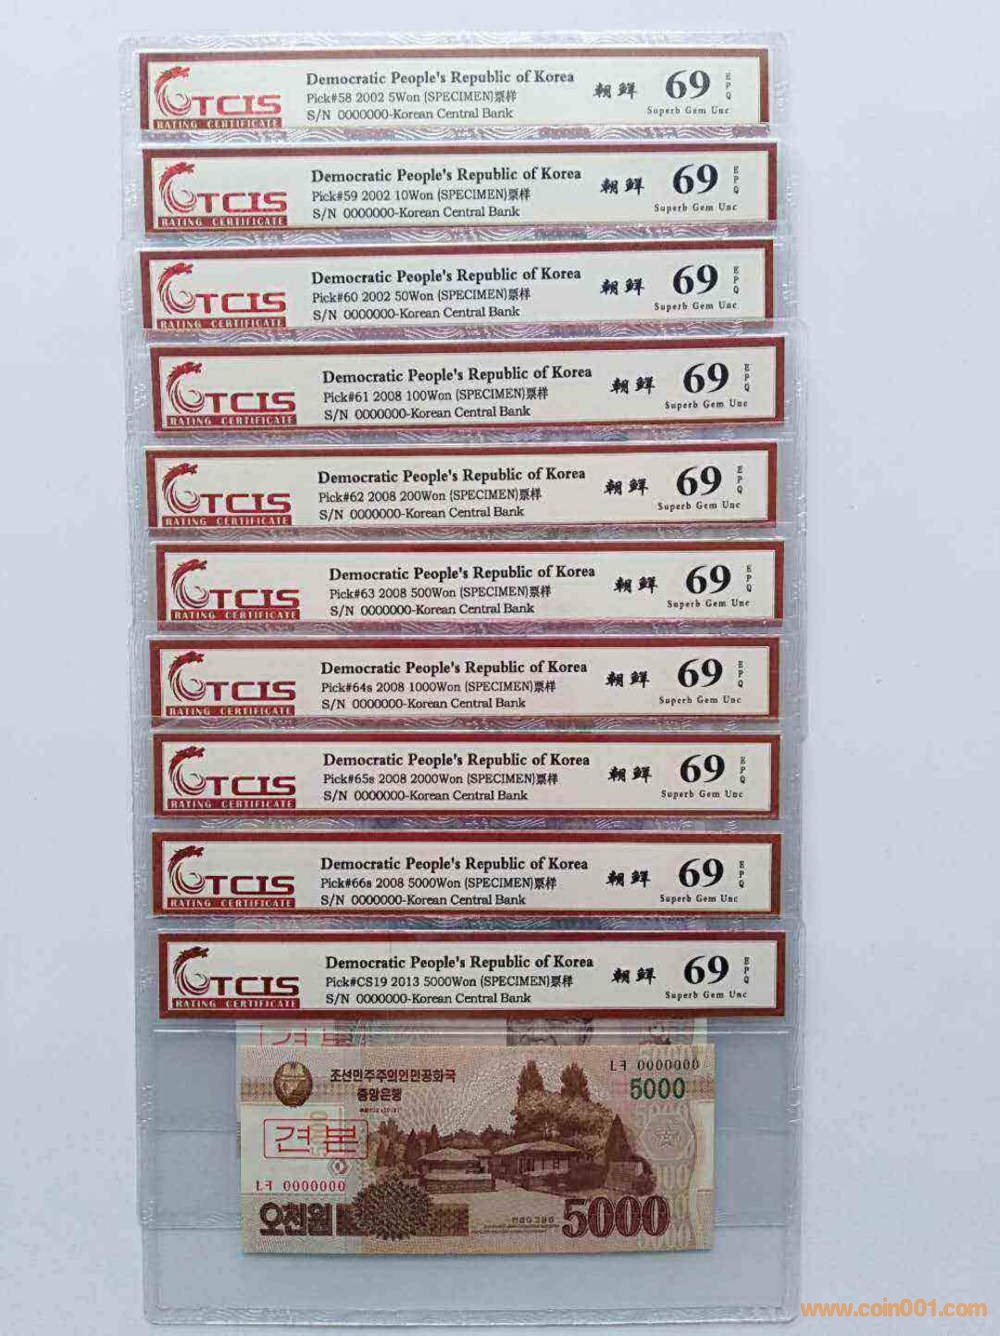 TCIS
RATING CERTIFICATE
Democratic People's Republic of Korea
Pick#58 2002 5Won (SPECIMEN)票样
S/N 0000000-Korean Central Bank
朝鲜
69
EPQ
Superb Gem Unc
TCIS
RATING CERTIFICATE
Democratic People's Republic of Korea
Pick#59 2002 10Won (SPECIMEN)票样
S/N 0000000-Korean Central Bank
朝鲜
69
EPQ
Superb Gem Unc
TCIS
RATING CERTIFICATE
Democratic People's Republic of Korea
Pick#60 2002 50Won (SPECIMEN)票样
S/N 0000000-Korean Central Bank
朝鲜
69
EPQ
Superb Gem Unc
TCIS
RATING CERTIFICATE
Democratic People's Republic of Korea
Pick#61 2008 100Won (SPECIMEN)票样
S/N 0000000-Korean Central Bank
朝鲜
69
EPQ
Superb Gem Unc
TCIS
RATING CERTIFICATE
Democratic People's Republic of Korea
Pick#62 2008 200Won (SPECIMEN)票样
S/N 0000000-Korean Central Bank
朝鲜
69
EPQ
Superb Gem Unc
TCIS
RATING CERTIFICATE
Democratic People's Republic of Korea
Pick#63 2008 500Won (SPECIMEN)票样
S/N 0000000-Korean Central Bank
朝鲜
69
EPQ
Superb Gem Unc
TCIS
RATING CERTIFICATE
Democratic People's Republic of Korea
Pick#64s 2008 1000Won (SPECIMEN)票样
S/N 0000000-Korean Central Bank
朝鲜
69
EPQ
Superb Gem Unc
TCIS
RATING CERTIFICATE
Democratic People's Republic of Korea
Pick#65s 2008 2000Won (SPECIMEN)票样
S/N 0000000-Korean Central Bank
朝鲜
69
EPQ
Superb Gem Unc
TCIS
RATING CERTIFICATE
Democratic People's Republic of Korea
Pick#66s 2008 5000Won (SPECIMEN)票样
S/N 0000000-Korean Central Bank
朝鲜
69
EPQ
Superb Gem Unc
TCIS
RATING CERTIFICATE
Democratic People's Republic of Korea
Pick#CS19 2013 5000Won (SPECIMEN)票样
S/N 0000000-Korean Central Bank
朝鲜
69
EPQ
Superb Gem Unc
견본
조선민주주의인민공화국
중앙은행
ㄴㅋ 0000000
5000
견본
ㄴㅋ 0000000
오천원
5000
www.coin001.com